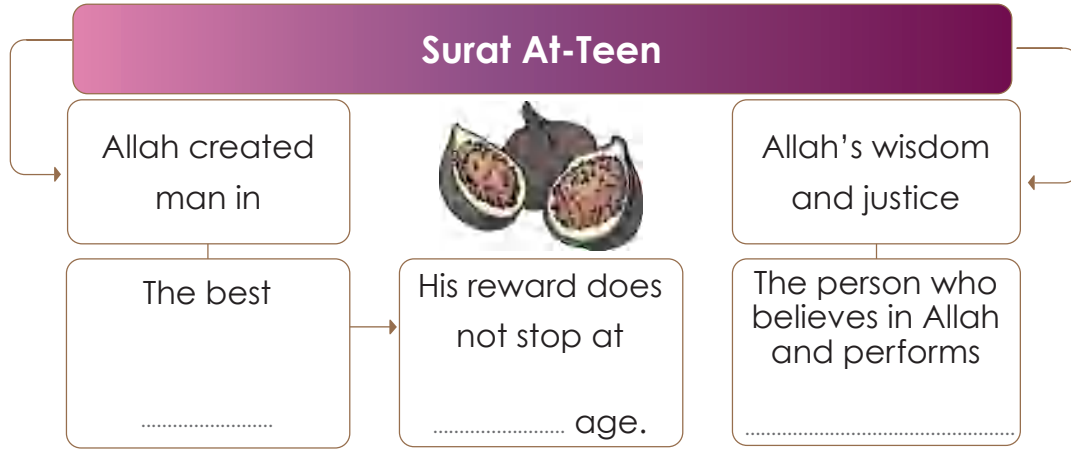 Surat At-Teen
Allah created
man in
Allah’s wisdom
and justice
The best
........................
His reward does
not stop at
........................ age.
The person who
believes in Allah
and performs
.................................................